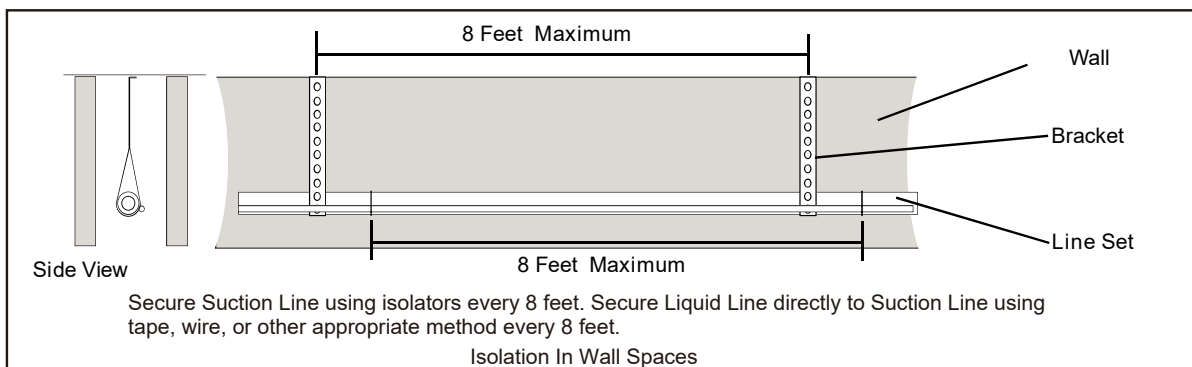 8 Feet Maximum
Wall
Bracket
Line Set
8 Feet Maximum
Side View
Secure Suction Line using isolators every 8 feet. Secure Liquid Line directly to Suction Line using
tape, wire, or other appropriate method every 8 feet.
Isolation In Wall Spaces